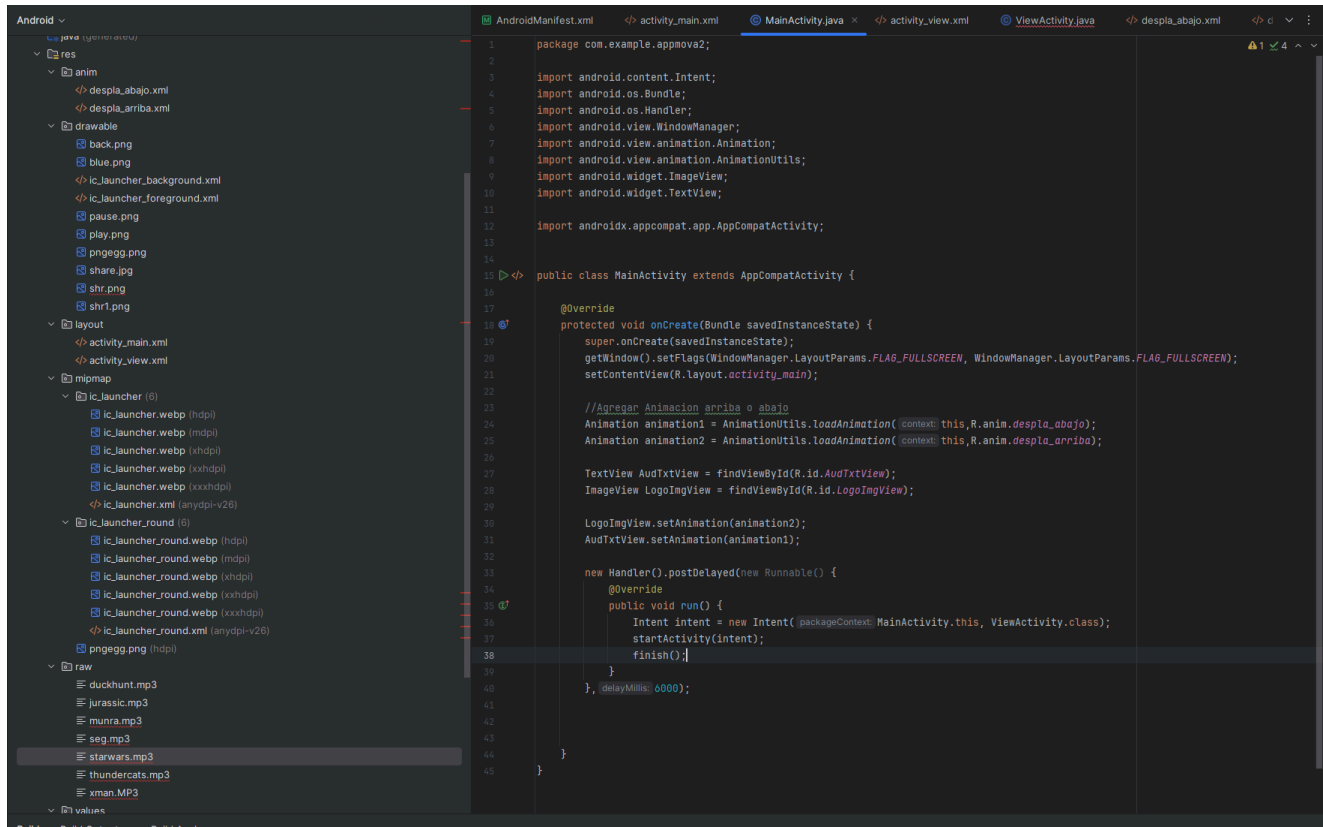 Android
java (generated)
res
anim
despla_abajo.xml
despla_arriba.xml
drawable
back.png
blue.png
ic_launcher_background.xml
ic_launcher_foreground.xml
pause.png
play.png
pngegg.png
share.jpg
shr.png
shr1.png
layout
activity_main.xml
activity_view.xml
mipmap
ic_launcher (6)
ic_launcher.webp (hdpi)
ic_launcher.webp (mdpi)
ic_launcher.webp (xhdpi)
ic_launcher.webp (xxhdpi)
ic_launcher.webp (xxxhdpi)
ic_launcher.xml (anydpi-v26)
ic_launcher_round (6)
ic_launcher_round.webp (hdpi)
ic_launcher_round.webp (mdpi)
ic_launcher_round.webp (xhdpi)
ic_launcher_round.webp (xxhdpi)
ic_launcher_round.webp (xxxhdpi)
ic_launcher_round.xml (anydpi-v26)
pngegg.png (hdpi)
raw
duckhunt.mp3
jurassic.mp3
munra.mp3
seg.mp3
starwars.mp3
thundercats.mp3
xman.MP3
values
AndroidManifest.xml activity_main.xml MainActivity.java activity_view.xml ViewActivity.java despla_abajo.xml
1 package com.example.appmova2; 1 4
2
3 import android.content.Intent;
4 import android.os.Bundle;
5 import android.os.Handler;
6 import android.view.WindowManager;
7 import android.view.animation.Animation;
8 import android.view.animation.AnimationUtils;
9 import android.widget.ImageView;
10 import android.widget.TextView;
11
12 import androidx.appcompat.app.AppCompatActivity;
13
14
15 public class MainActivity extends AppCompatActivity {
16
17 @Override
18 protected void onCreate(Bundle savedInstanceState) {
19 super.onCreate(savedInstanceState);
20 getWindow().setFlags(WindowManager.LayoutParams.FLAG_FULLSCREEN, WindowManager.LayoutParams.FLAG_FULLSCREEN);
21 setContentView(R.layout.activity_main);
22
23 //Agregar Animacion arriba o abajo
24 Animation animation1 = AnimationUtils.loadAnimation( context: this,R.anim.despla_abajo);
25 Animation animation2 = AnimationUtils.loadAnimation( context: this,R.anim.despla_arriba);
26
27 TextView AudTxtView = findViewById(R.id.AudTxtView);
28 ImageView LogoImgView = findViewById(R.id.LogoImgView);
29
30 LogoImgView.setAnimation(animation2);
31 AudTxtView.setAnimation(animation1);
32
33 new Handler().postDelayed(new Runnable() {
34 @Override
35 public void run() {
36 Intent intent = new Intent( packageContext: MainActivity.this, ViewActivity.class);
37 startActivity(intent);
38 finish();
39 }
40 }, delayMillis: 6000);
41
42
43
44 }
45 }